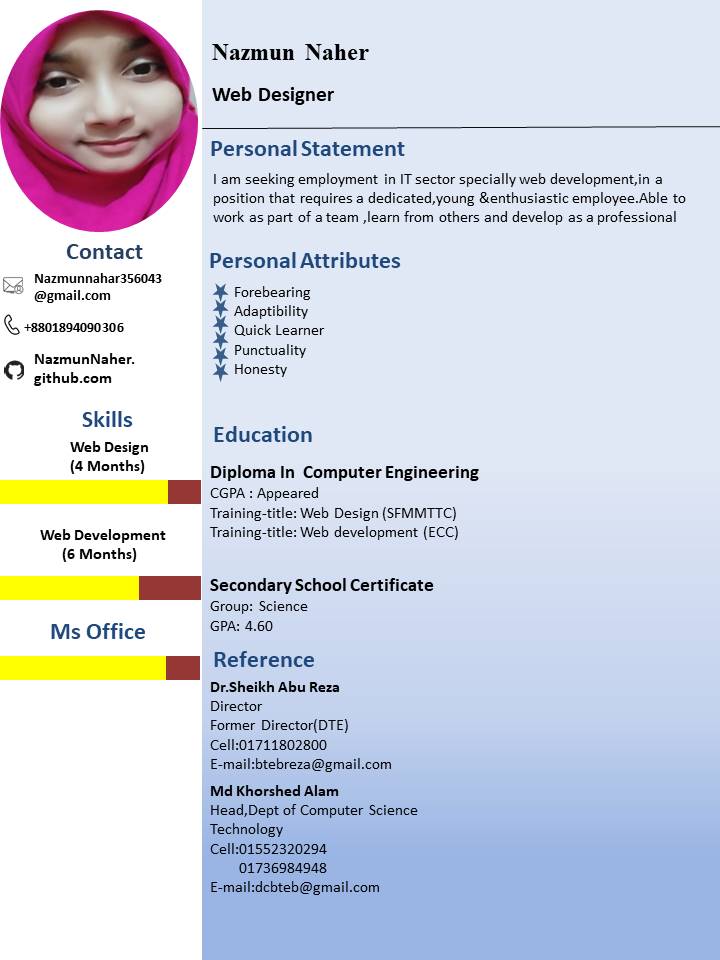 Nazmun Naher
Web Designer
Contact
Nazmunnahar356043
@gmail.com
+8801894090306
NazmunNaher.
github.com
Skills
Web Design
(4 Months)
Web Development
(6 Months)
Ms Office
Personal Statement
I am seeking employment in IT sector specially web development,in a
position that requires a dedicated,young &enthusiastic employee.Able to
work as part of a team ,learn from others and develop as a professional
Personal Attributes
Forebearing
Adaptibility
Quick Learner
Punctuality
Honesty
Education
Diploma In Computer Engineering
CGPA : Appeared
Training-title: Web Design (SFMMTTC)
Training-title: Web development (ECC)
Secondary School Certificate
Group: Science
GPA: 4.60
Reference
Dr.Sheikh Abu Reza
Director
Former Director(DTE)
Cell:01711802800
E-mail:btebreza@gmail.com
Md Khorshed Alam
Head,Dept of Computer Science
Technology
Cell:01552320294
01736984948
E-mail:dcbteb@gmail.com